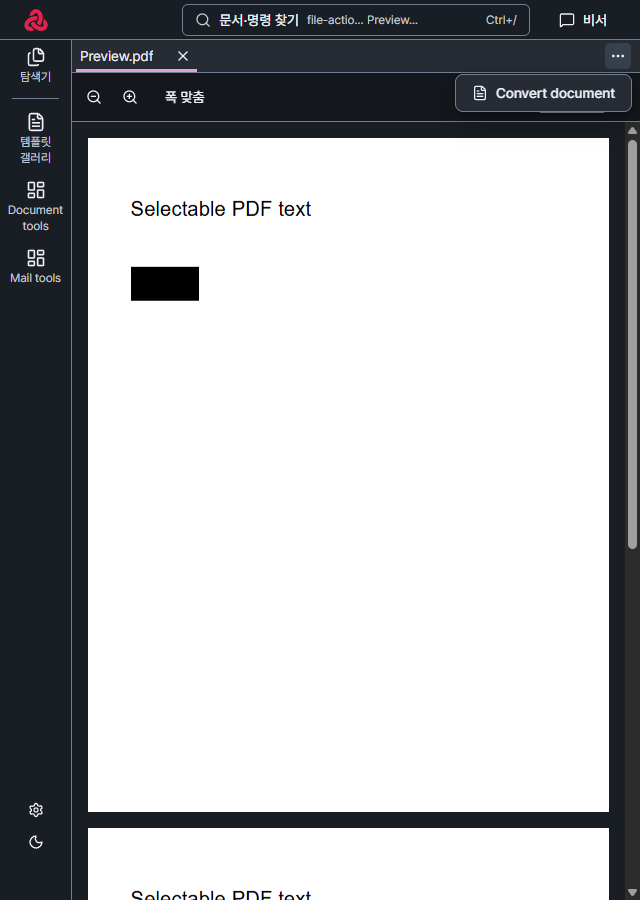 문서·명령 찾기 file-actio... Preview... Ctrl+/
비서
탐색기
템플릿
갤러리
Document
tools
Mail tools
Preview.pdf
Convert document
폭 맞춤
Selectable PDF text
Selectable PDF text